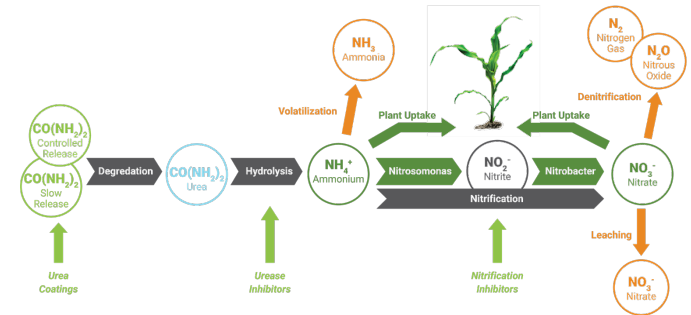 N₂
Nitrogen
Gas
N₂O
Nitrous
Oxide
NH₃
Ammonia
Denitrification
Volatilization
Plant Uptake
Plant Uptake
CO(NH₂)₂
Controlled
Release
CO(NH₂)₂
Slow
Release
Degredation
CO(NH₂)₂
Urea
Hydrolysis
NH₄⁺
Ammonium
Nitrosomonas
NO₂⁻
Nitrite
Nitrobacter
NO₃⁻
Nitrate
Nitrification
Leaching
NO₃⁻
Nitrate
Urea
Coatings
Urease
Inhibitors
Nitrification
Inhibitors